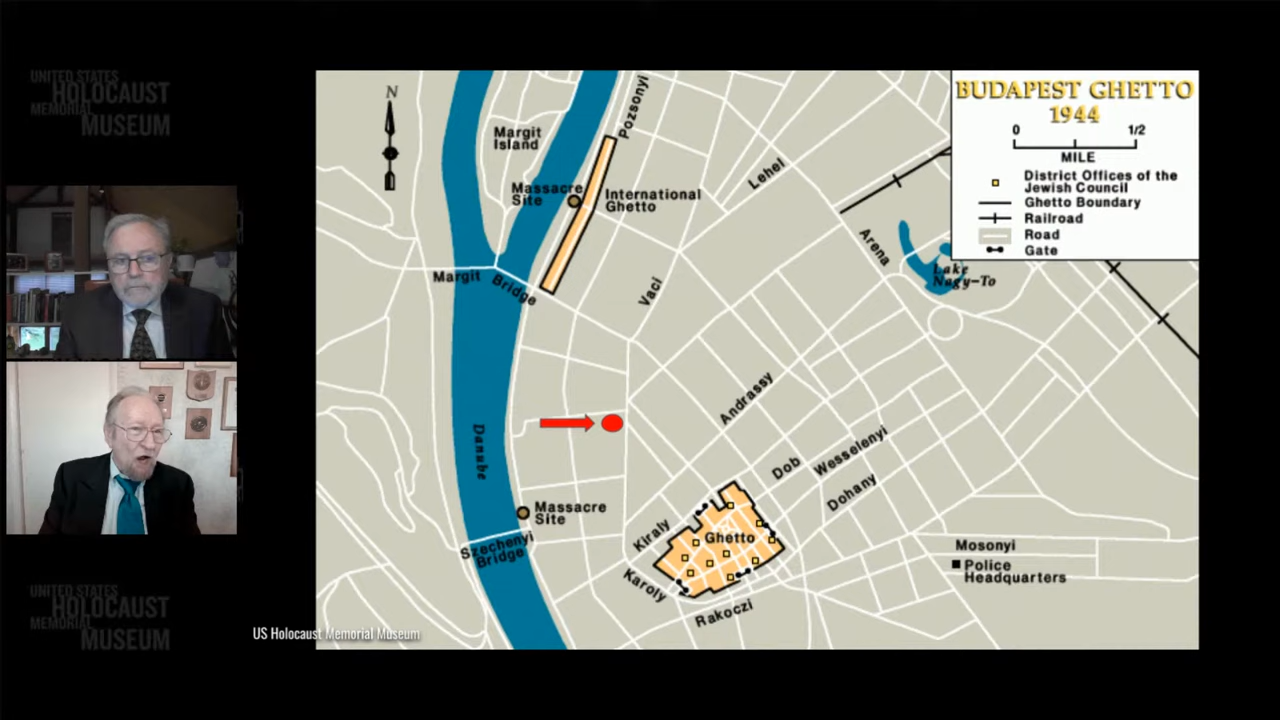 UNITED STATES
HOLOCAUST
MEMORIAL
MUSEUM
UNITED STATES
HOLOCAUST
MEMORIAL
MUSEUM
US Holocaust Memorial Museum
BUDAPEST GHETTO
1944
0 1/2
MILE
District Offices of the
Jewish Council
Ghetto Boundary
Railroad
Road
Gate
N
Margit
Island
Pozsonyi
Massacre
Site
International
Ghetto
Lehel
Arena
Lake
Nagy-To
Margit Bridge
Vaci
Andrassy
Danube
Dob
Wesselenyi
Dohany
Massacre
Site
Szechenyi
Bridge
Kiraly
Ghetto
Karoly
Rakoczi
Mosonyi
Police
Headquarters